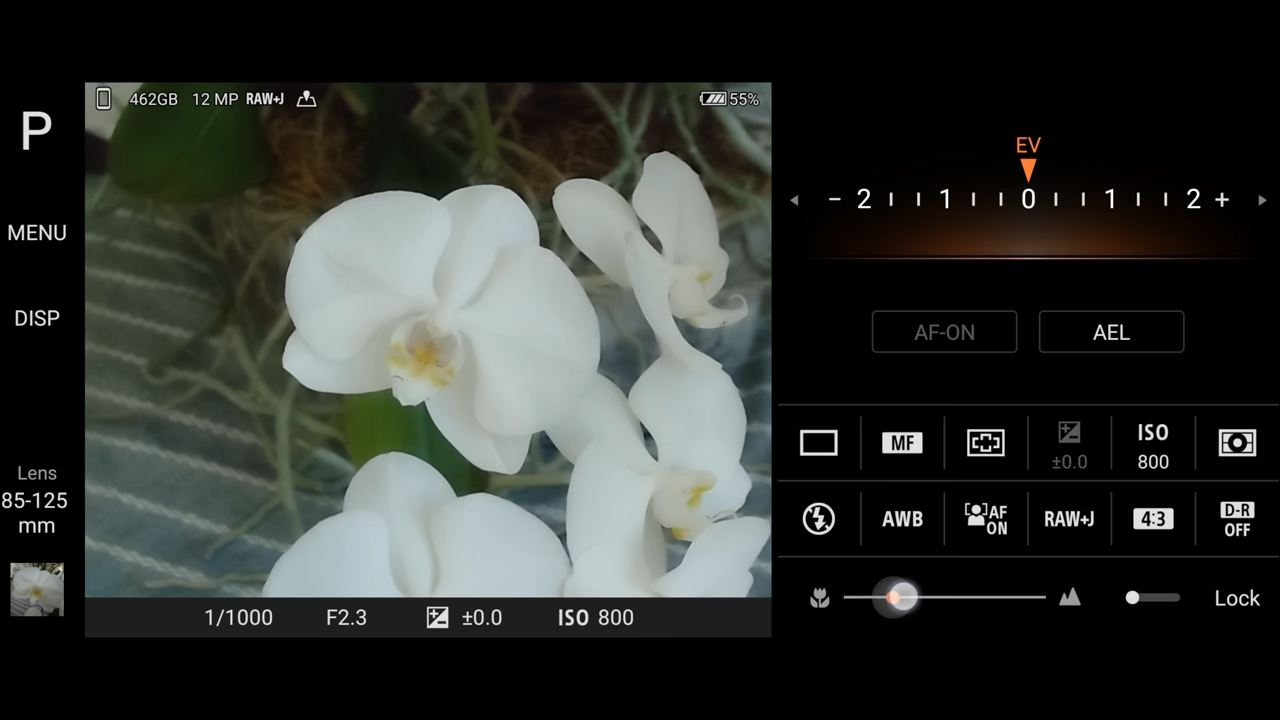 462GB 12 MP RAW+J 55%
P
MENU
DISP
Lens
85-125
mm
1/1000 F2.3 ±0.0 ISO 800
EV
− 2 1 0 1 2 +
AF-ON AEL
MF ±0.0 ISO 800
AWB AF ON RAW+J 4:3 D-R OFF
Lock